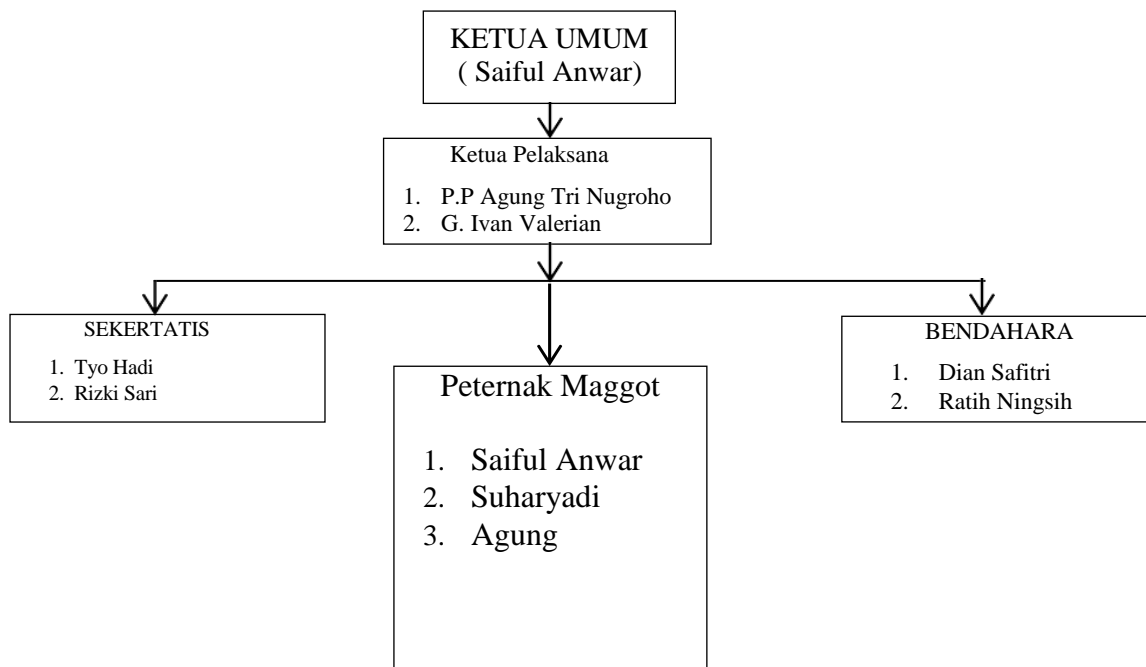 KETUA UMUM
( Saiful Anwar)
Ketua Pelaksana
1. P.P Agung Tri Nugroho
2. G. Ivan Valerian
SEKERTATIS
1. Tyo Hadi
2. Rizki Sari
Peternak Maggot
1. Saiful Anwar
2. Suharyadi
3. Agung
BENDAHARA
1. Dian Safitri
2. Ratih Ningsih